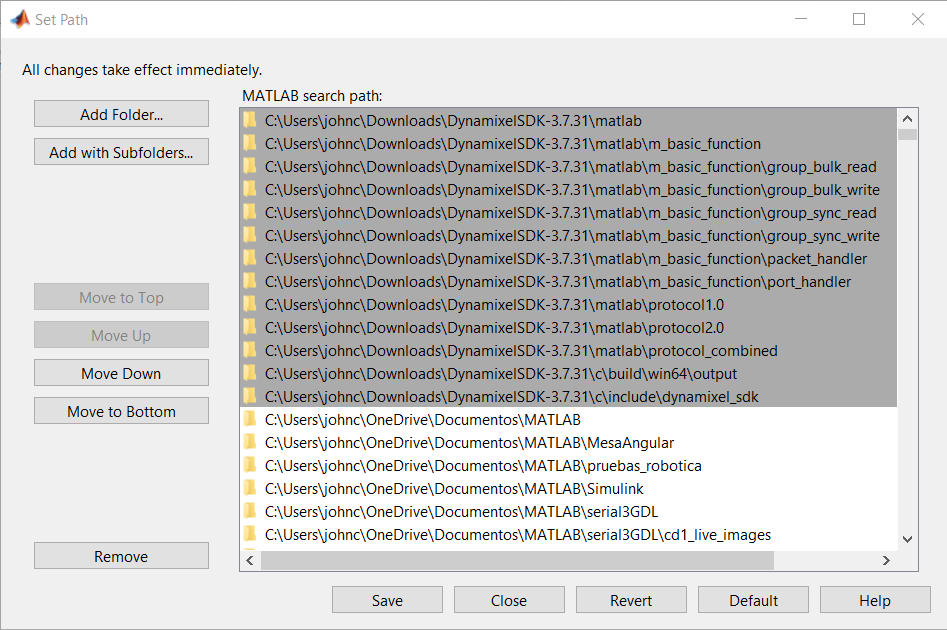 Set Path
All changes take effect immediately.
MATLAB search path:
Add Folder...
Add with Subfolders...
Move to Top
Move Up
Move Down
Move to Bottom
Remove
C:\Users\johnc\Downloads\DynamixelSDK-3.7.31\matlab
C:\Users\johnc\Downloads\DynamixelSDK-3.7.31\matlab\m_basic_function
C:\Users\johnc\Downloads\DynamixelSDK-3.7.31\matlab\m_basic_function\group_bulk_read
C:\Users\johnc\Downloads\DynamixelSDK-3.7.31\matlab\m_basic_function\group_bulk_write
C:\Users\johnc\Downloads\DynamixelSDK-3.7.31\matlab\m_basic_function\group_sync_read
C:\Users\johnc\Downloads\DynamixelSDK-3.7.31\matlab\m_basic_function\group_sync_write
C:\Users\johnc\Downloads\DynamixelSDK-3.7.31\matlab\m_basic_function\packet_handler
C:\Users\johnc\Downloads\DynamixelSDK-3.7.31\matlab\m_basic_function\port_handler
C:\Users\johnc\Downloads\DynamixelSDK-3.7.31\matlab\protocol1.0
C:\Users\johnc\Downloads\DynamixelSDK-3.7.31\matlab\protocol2.0
C:\Users\johnc\Downloads\DynamixelSDK-3.7.31\matlab\protocol_combined
C:\Users\johnc\Downloads\DynamixelSDK-3.7.31\c\build\win64\output
C:\Users\johnc\Downloads\DynamixelSDK-3.7.31\c\include\dynamixel_sdk
C:\Users\johnc\OneDrive\Documentos\MATLAB
C:\Users\johnc\OneDrive\Documentos\MATLAB\MesaAngular
C:\Users\johnc\OneDrive\Documentos\MATLAB\pruebas_robotica
C:\Users\johnc\OneDrive\Documentos\MATLAB\Simulink
C:\Users\johnc\OneDrive\Documentos\MATLAB\serial3GDL
C:\Users\johnc\OneDrive\Documentos\MATLAB\serial3GDL\cd1_live_images
Save
Close
Revert
Default
Help